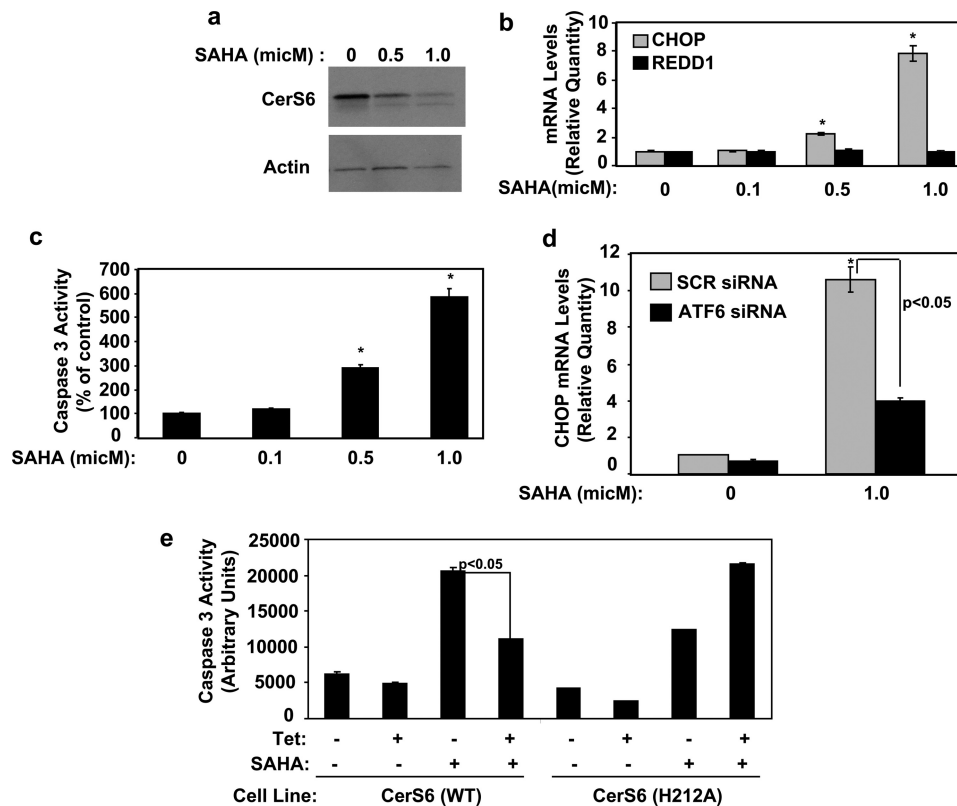 a
SAHA (micM) : 0 0.5 1.0
CerS6
Actin
b
mRNA Levels
(Relative Quantity)
10
8
6
4
2
0
CHOP
REDD1
*
*
SAHA(micM): 0 0.1 0.5 1.0
c
Caspase 3 Activity
(% of control)
700
600
500
400
300
200
100
0
*
*
SAHA (micM): 0 0.1 0.5 1.0
d
CHOP mRNA Levels
(Relative Quantity)
12
10
8
6
4
2
0
SCR siRNA
ATF6 siRNA
*
p<0.05
SAHA (micM): 0 1.0
e
Caspase 3 Activity
(Arbitrary Units)
25000
20000
15000
10000
5000
0
p<0.05
Tet: - + - + - + - +
SAHA: - - + + - - + +
Cell Line: CerS6 (WT) CerS6 (H212A)